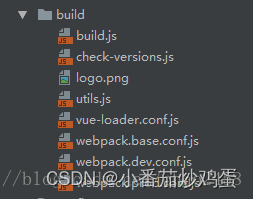 build
build.js
check-versions.js
logo.png
utils.js
vue-loader.conf.js
webpack.base.conf.js
webpack.dev.conf.js
CSDN @小番茄炒鸡蛋